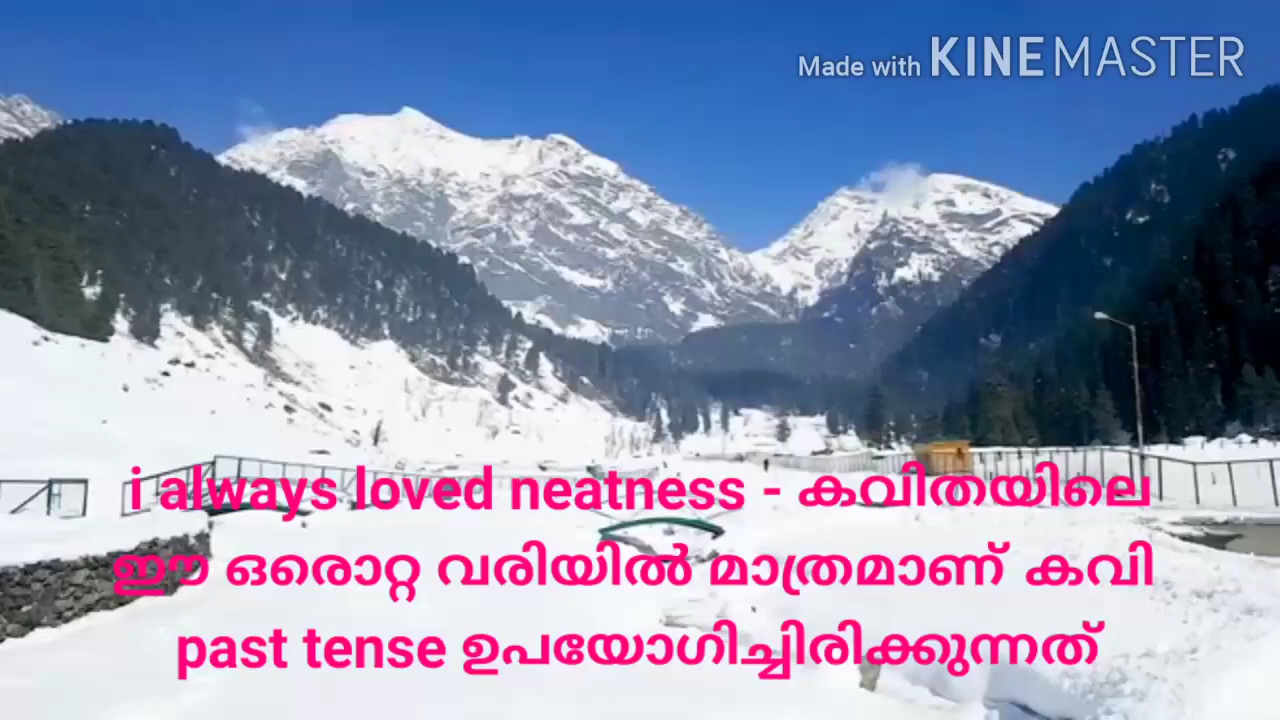 Made with KINEMASTER
i always loved neatness - കവിതയിലെ
ഈ ഒരൊറ്റ വരിയിൽ മാത്രമാണ് കവി
past tense ഉപയോഗിച്ചിരിക്കുന്നത്